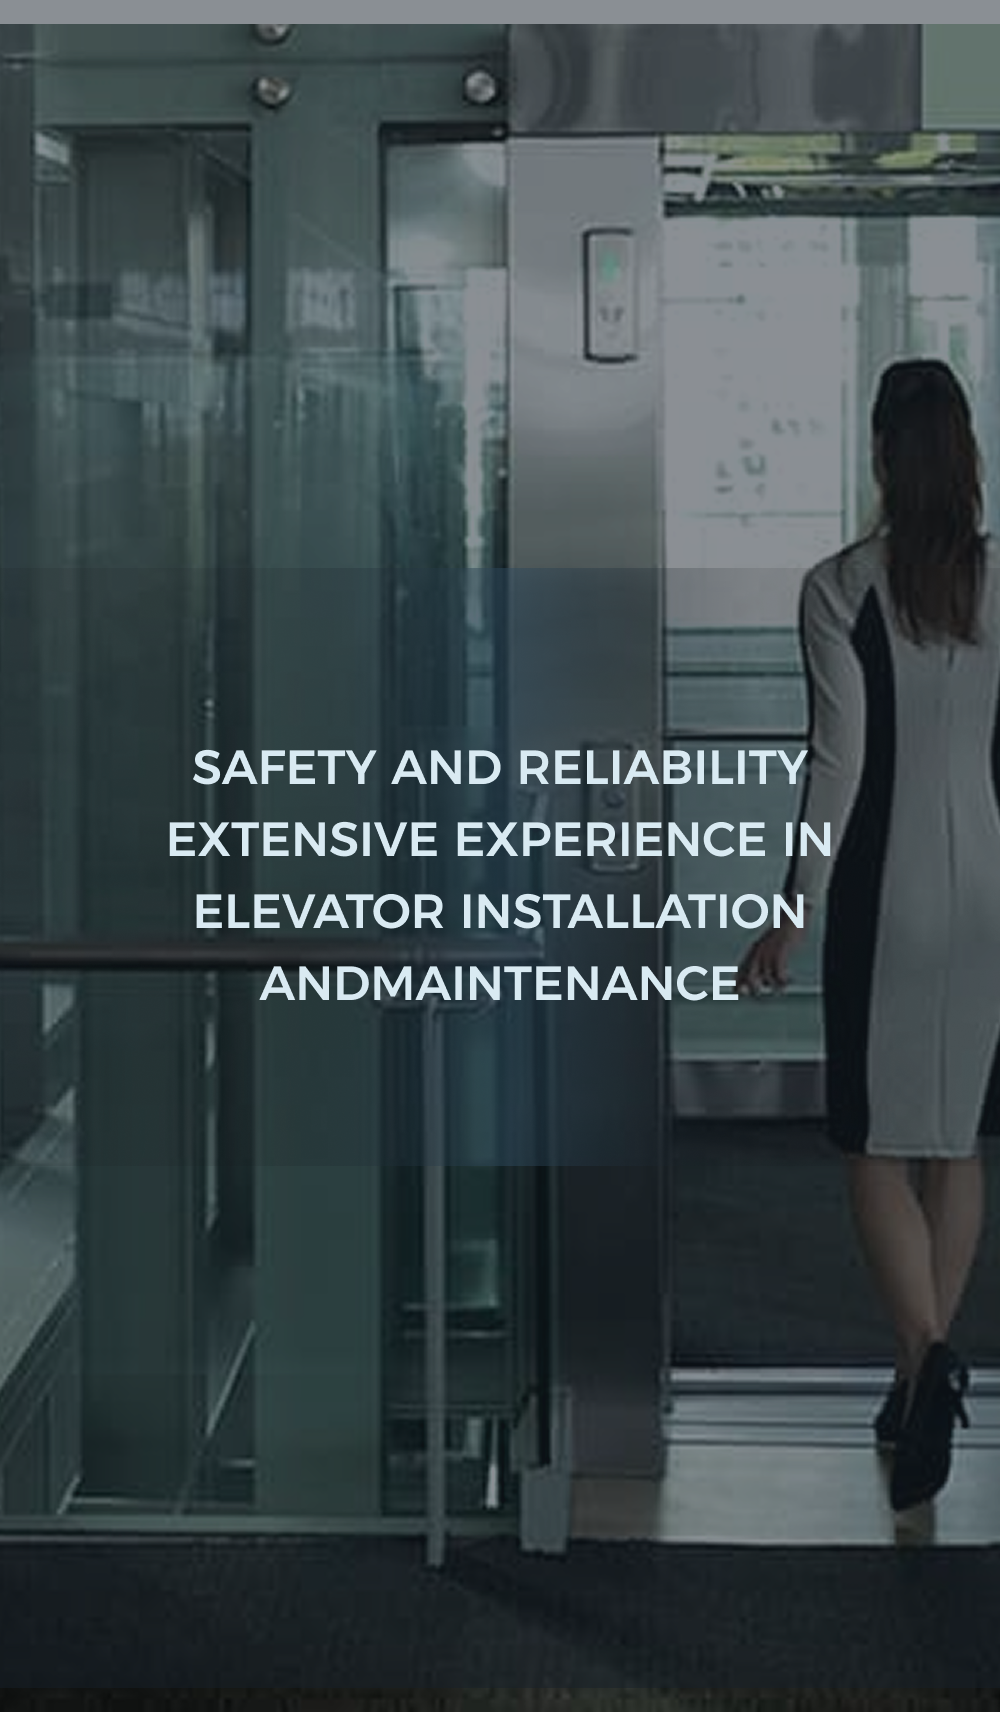 SAFETY AND RELIABILITY
EXTENSIVE EXPERIENCE IN
ELEVATOR INSTALLATION
ANDMAINTENANCE